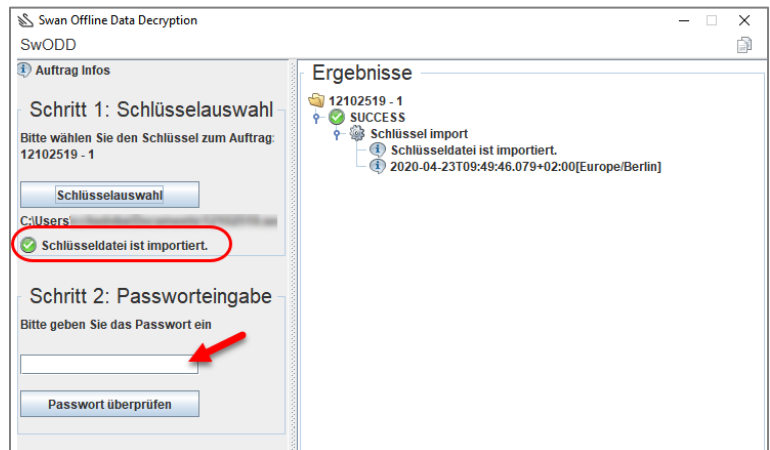 Swan Offline Data Decryption
SwODD
Auftrag Infos
Schritt 1: Schlüsselauswahl
Bitte wählen Sie den Schlüssel zum Auftrag:
12102519 - 1
Schlüsselauswahl
C:\Users\
Schlüsseldatei ist importiert.
Schritt 2: Passworteingabe
Bitte geben Sie das Passwort ein
Passwort überprüfen
Ergebnisse
12102519 - 1
SUCCESS
Schlüssel import
Schlüsseldatei ist importiert.
2020-04-23T09:49:46.079+02:00[Europe/Berlin]